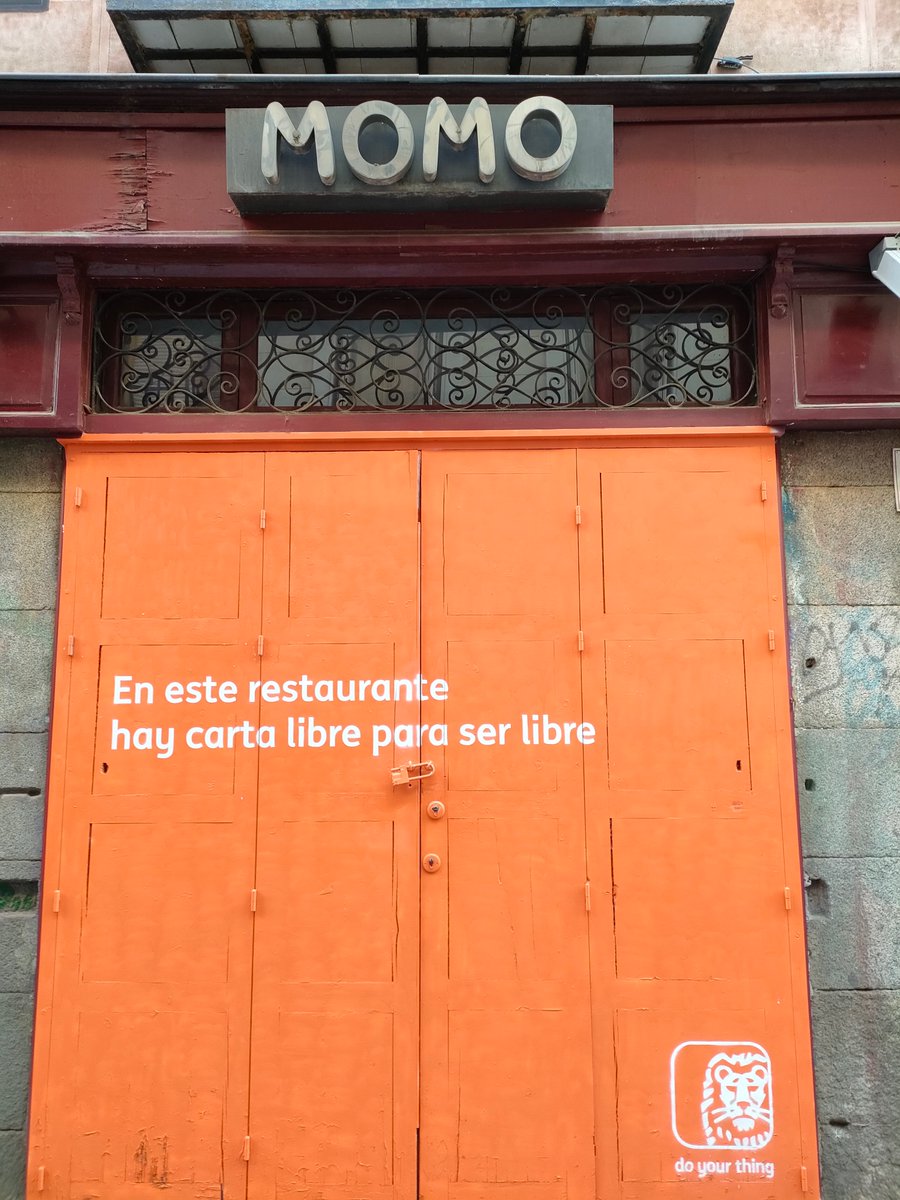 MOMO
En este restaurante
hay carta libre para ser libre
do your thing